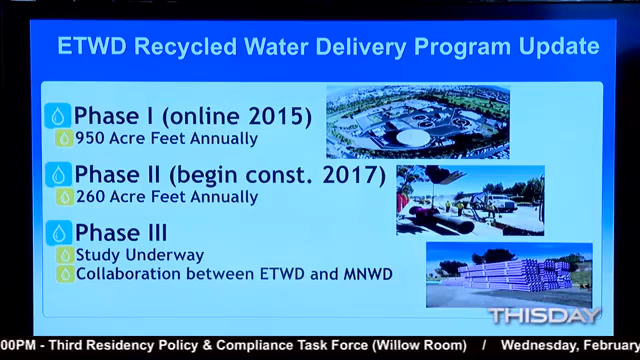 ETWD Recycled Water Delivery Program Update
Phase I (online 2015)
950 Acre Feet Annually
Phase II (begin const. 2017)
260 Acre Feet Annually
Phase III
Study Underway
Collaboration between ETWD and MNWD
THISDAY
:00PM - Third Residency Policy & Compliance Task Force (Willow Room) / Wednesday, February